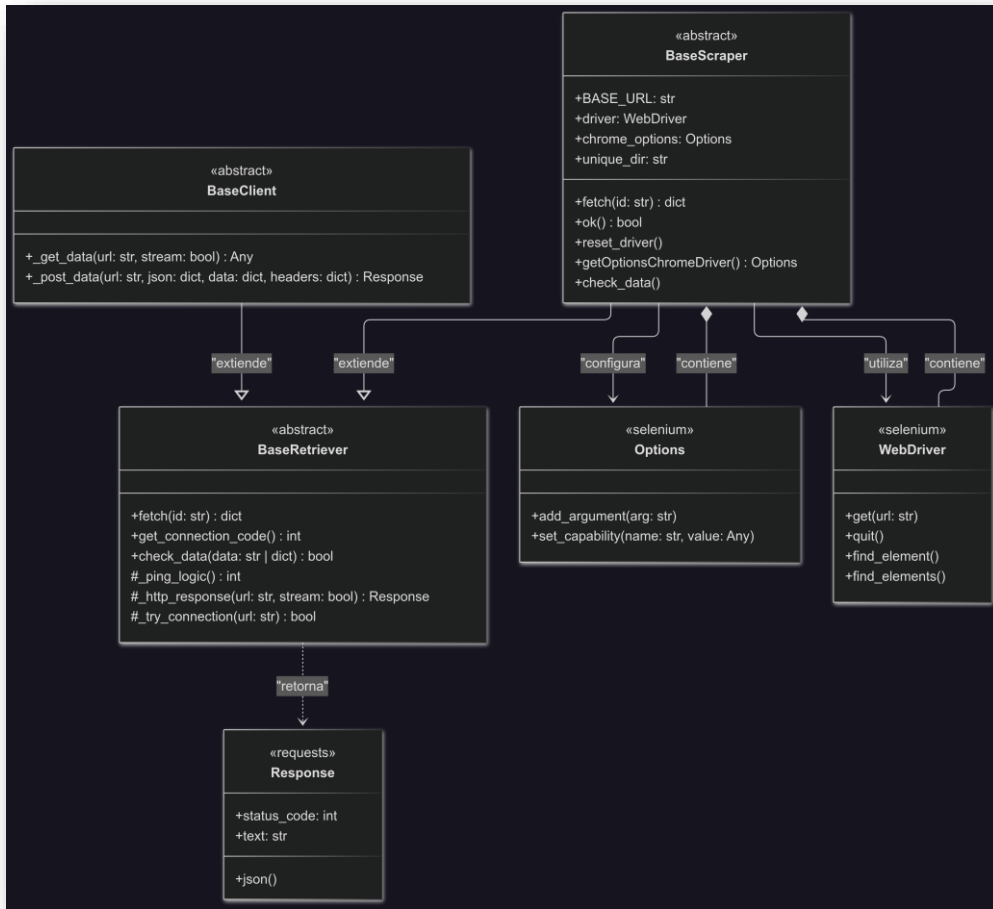 «abstract»
BaseScraper
+BASE_URL: str
+driver: WebDriver
+chrome_options: Options
+unique_dir: str
+fetch(id: str) : dict
+ok() : bool
+reset_driver()
+getOptionsChromeDriver() : Options
+check_data()
«abstract»
BaseClient
+_get_data(url: str, stream: bool) : Any
+_post_data(url: str, json: dict, data: dict, headers: dict) : Response
"extiende"
"extiende"
"configura"
"contiene"
"utiliza"
"contiene"
«abstract»
BaseRetriever
+fetch(id: str) : dict
+get_connection_code() : int
+check_data(data: str | dict) : bool
#_ping_logic() : int
#_http_response(url: str, stream: bool) : Response
#_try_connection(url: str) : bool
«selenium»
Options
+add_argument(arg: str)
+set_capability(name: str, value: Any)
«selenium»
WebDriver
+get(url: str)
+quit()
+find_element()
+find_elements()
"retorna"
«requests»
Response
+status_code: int
+text: str
+json()